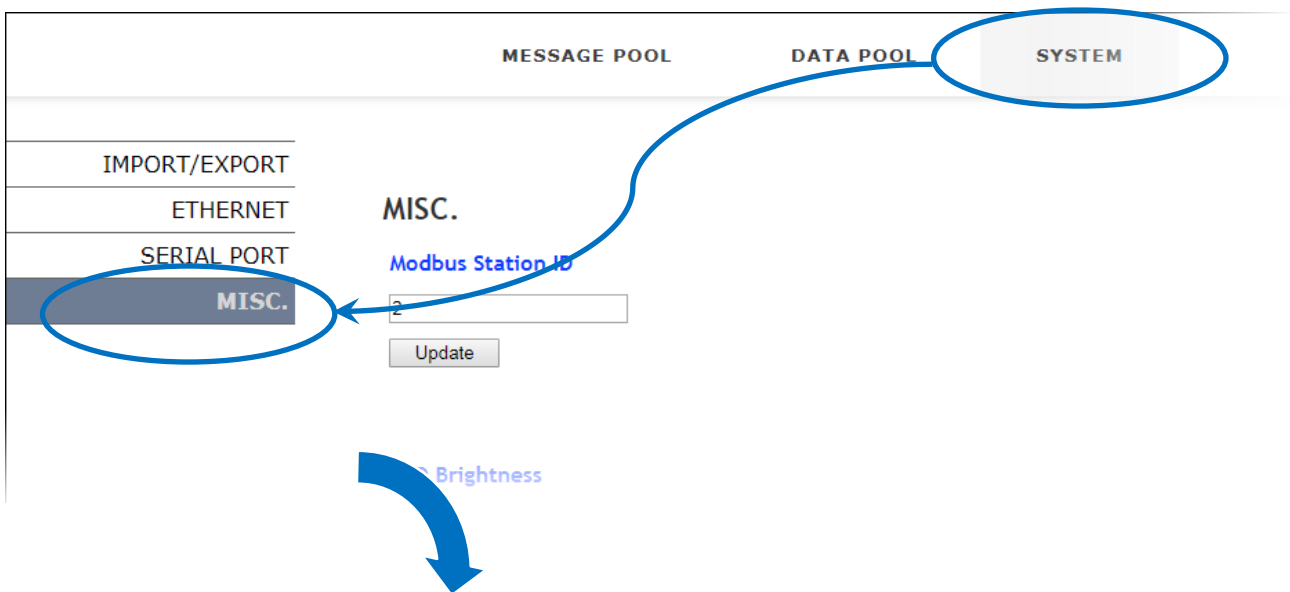 MESSAGE POOL DATA POOL SYSTEM
IMPORT/EXPORT
ETHERNET
SERIAL PORT
MISC.
MISC.
Modbus Station ID
2
Update
Brightness